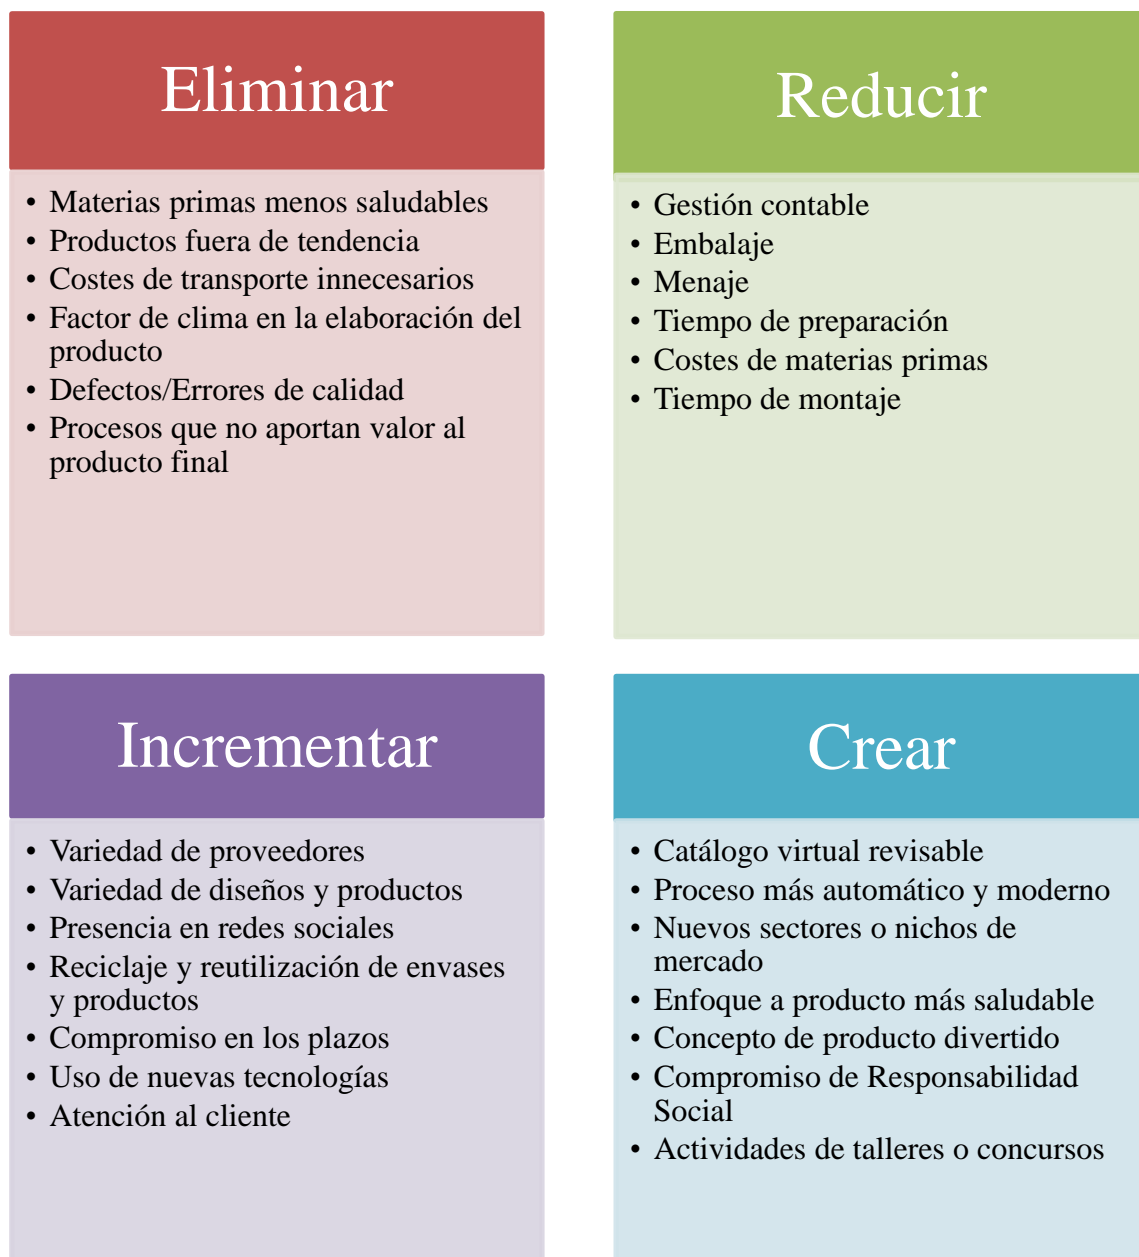 Eliminar
• Materias primas menos saludables
• Productos fuera de tendencia
• Costes de transporte innecesarios
• Factor de clima en la elaboración del
producto
• Defectos/Errores de calidad
• Procesos que no aportan valor al
producto final
Reducir
• Gestión contable
• Embalaje
• Menaje
• Tiempo de preparación
• Costes de materias primas
• Tiempo de montaje
Incrementar
• Variedad de proveedores
• Variedad de diseños y productos
• Presencia en redes sociales
• Reciclaje y reutilización de envases
y productos
• Compromiso en los plazos
• Uso de nuevas tecnologías
• Atención al cliente
Crear
• Catálogo virtual revisable
• Proceso más automático y moderno
• Nuevos sectores o nichos de
mercado
• Enfoque a producto más saludable
• Concepto de producto divertido
• Compromiso de Responsabilidad
Social
• Actividades de talleres o concursos